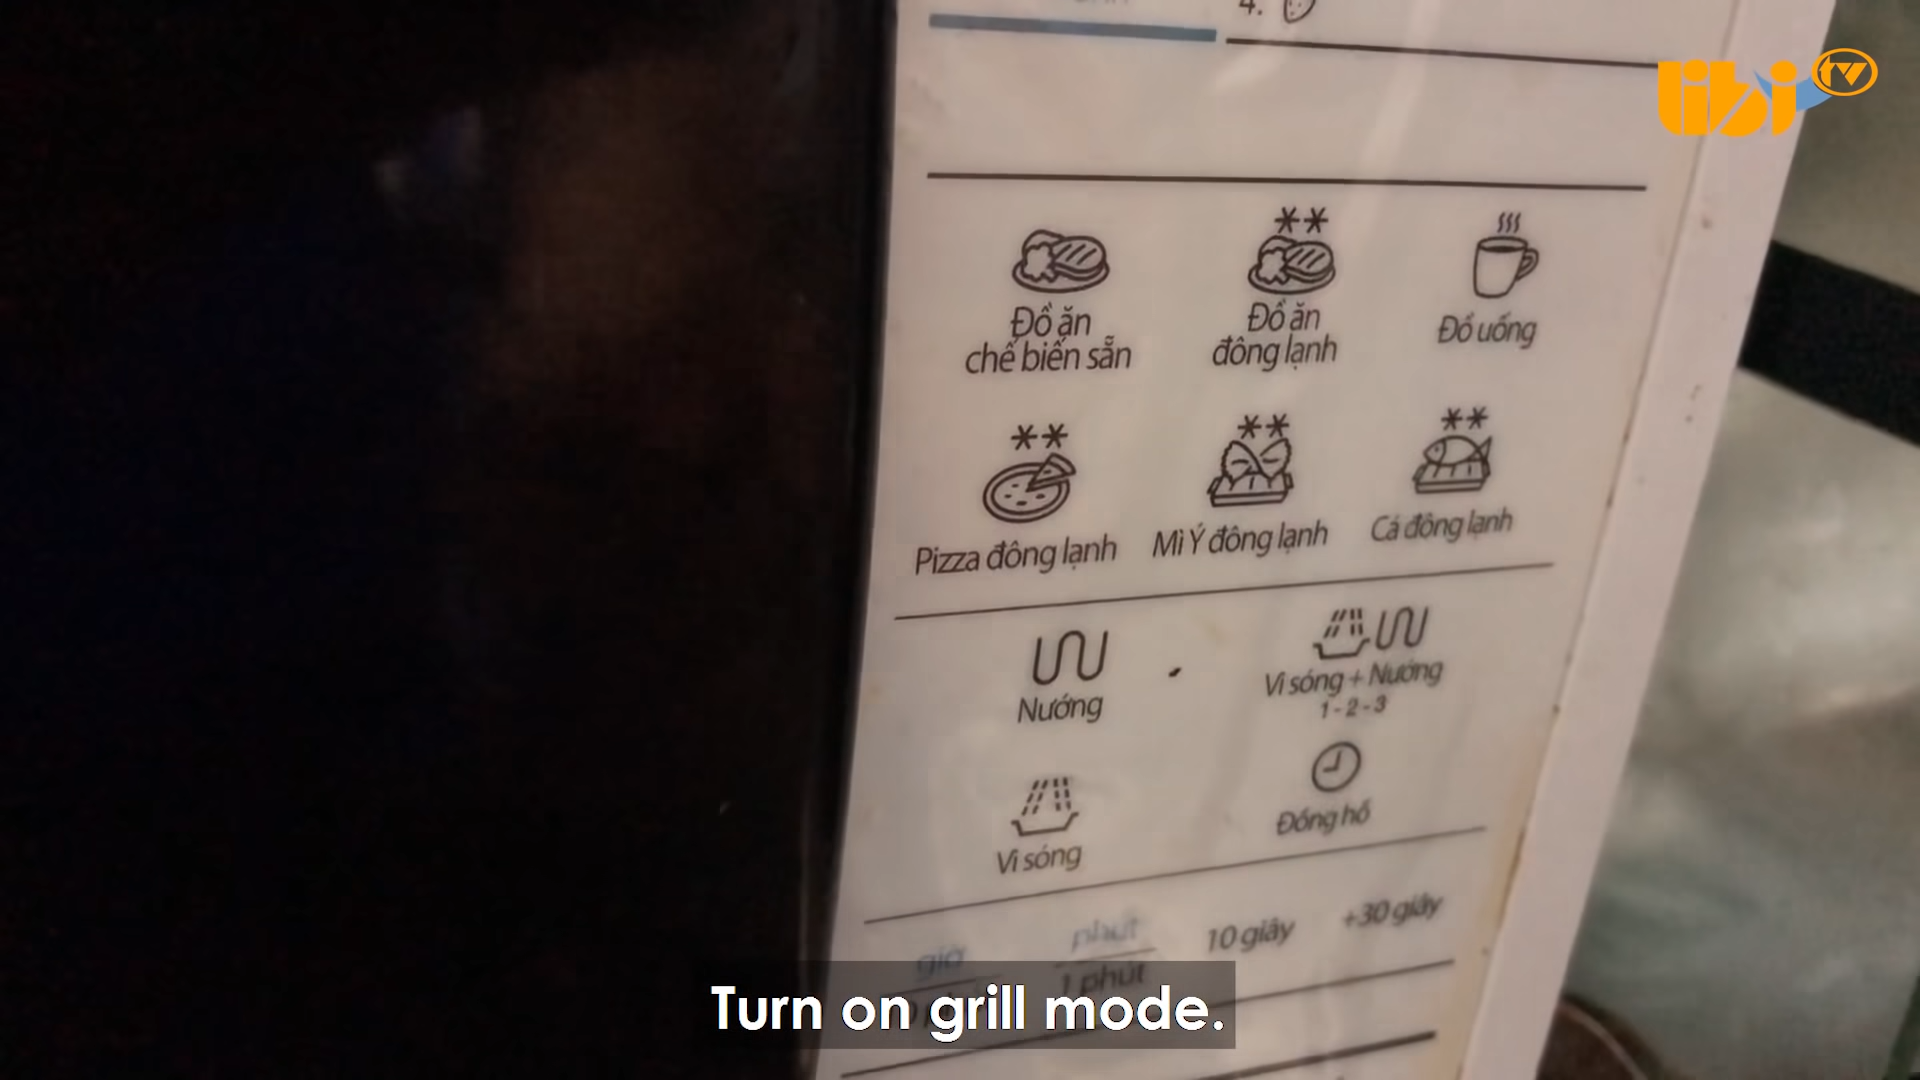 4.
libi tv
Đồ ăn
chế biến sẵn
Đồ ăn
đông lạnh
Đồ uống
Pizza đông lạnh
Mì Ý đông lạnh
Cá đông lạnh
Nướng
Vi sóng + Nướng
1-2-3
Vi sóng
Đồng hồ
giờ
phút
10 giây
+30 giây
1 phút
Turn on grill mode.